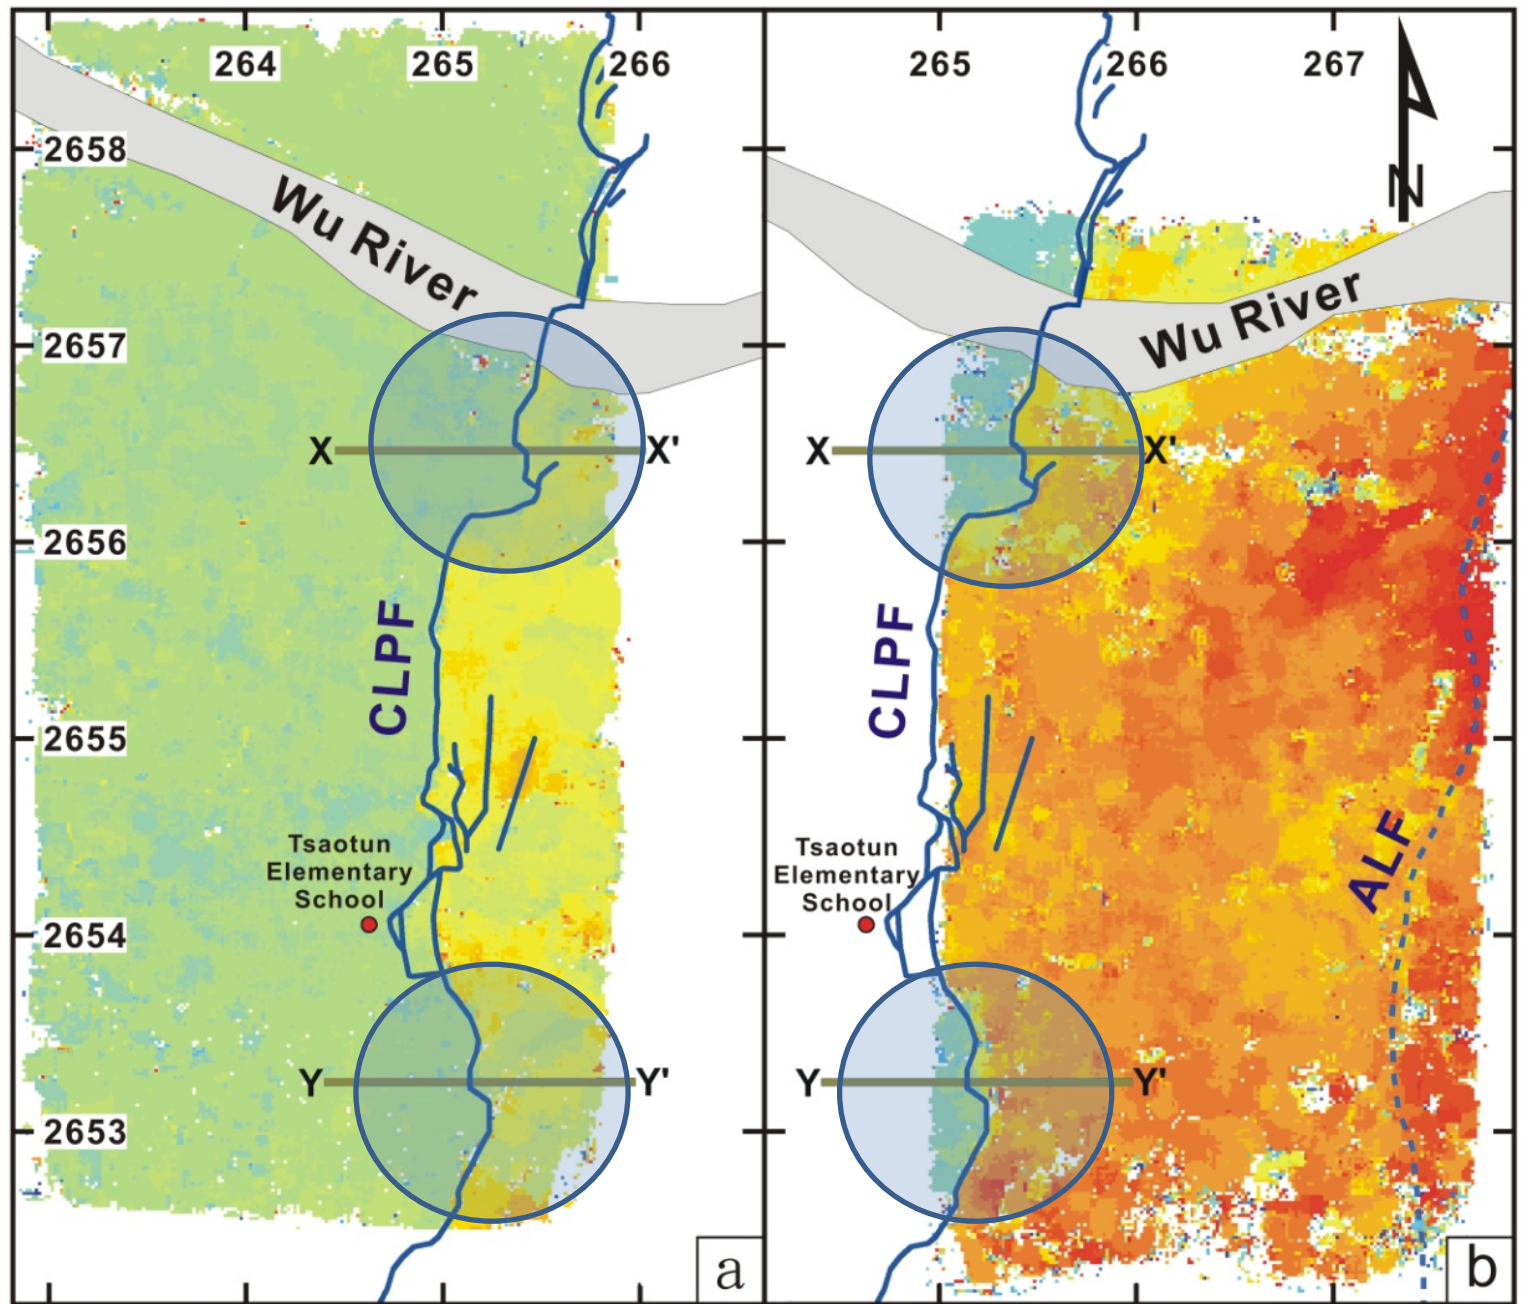 264 265 266
2658
Wu River
2657
X X'
2656
CLPF
2655
Tsaotun
Elementary
School
2654
Y Y'
2653
a
265 266 267
N
Wu River
X X'
CLPF
Tsaotun
Elementary
School
ALF
Y Y'
b